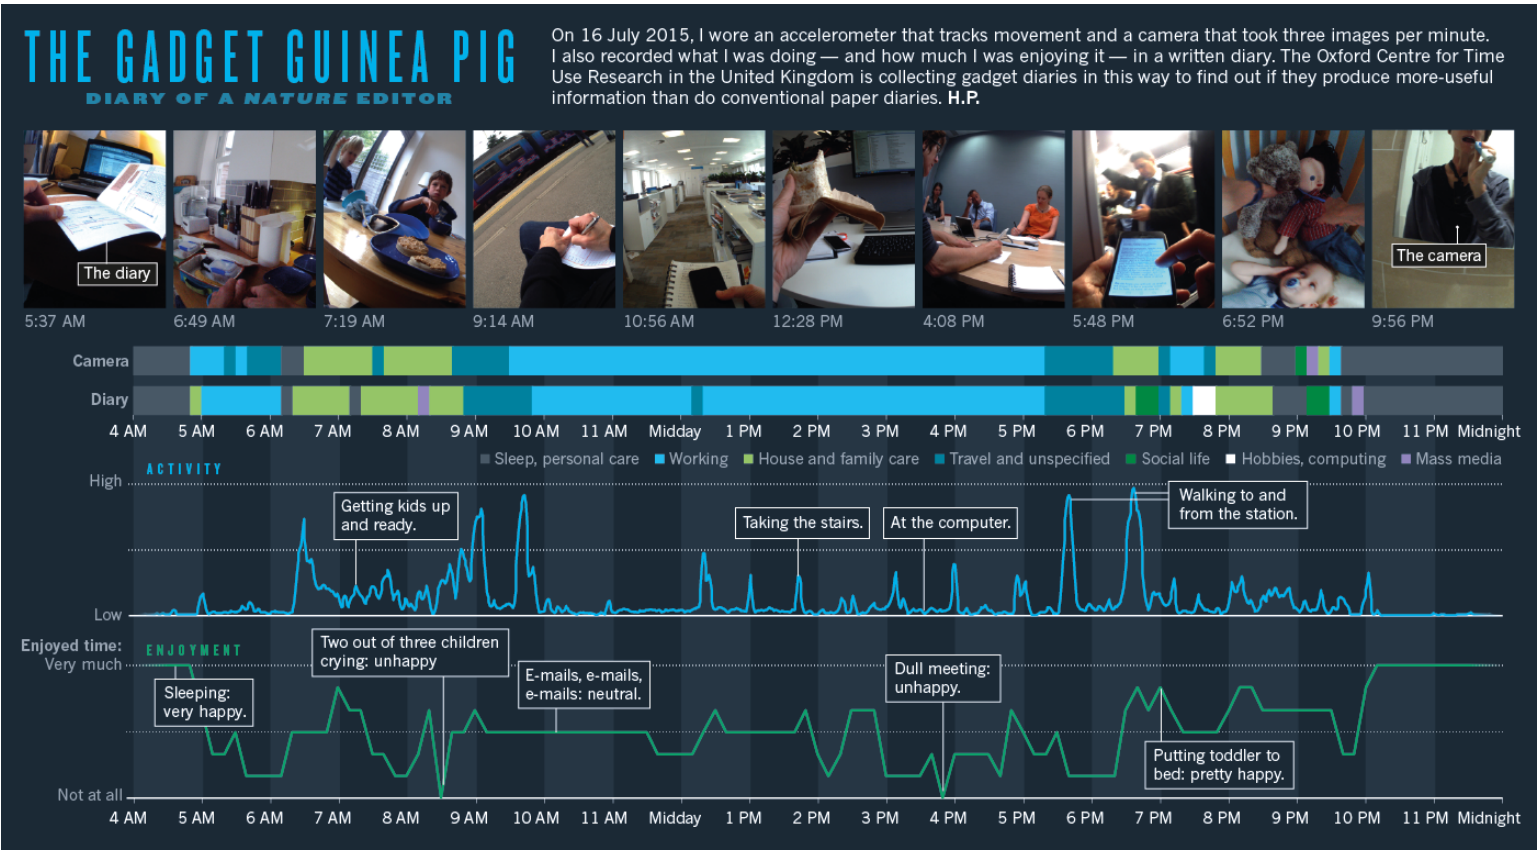 THE GADGET GUINEA PIG
DIARY OF A NATURE EDITOR
On 16 July 2015, I wore an accelerometer that tracks movement and a camera that took three images per minute.
I also recorded what I was doing — and how much I was enjoying it — in a written diary. The Oxford Centre for Time
Use Research in the United Kingdom is collecting gadget diaries in this way to find out if they produce more-useful
information than do conventional paper diaries. H.P.
The diary
The camera
5:37 AM 6:49 AM 7:19 AM 9:14 AM 10:56 AM 12:28 PM 4:08 PM 5:48 PM 6:52 PM 9:56 PM
Camera
Diary
4 AM 5 AM 6 AM 7 AM 8 AM 9 AM 10 AM 11 AM Midday 1 PM 2 PM 3 PM 4 PM 5 PM 6 PM 7 PM 8 PM 9 PM 10 PM 11 PM Midnight
Sleep, personal care Working House and family care Travel and unspecified Social life Hobbies, computing Mass media
ACTIVITY
High
Getting kids up
and ready.
Taking the stairs.
At the computer.
Walking to and
from the station.
Low
Enjoyed time:
Very much
ENJOYMENT
Sleeping:
very happy.
Two out of three children
crying: unhappy
E-mails, e-mails,
e-mails: neutral.
Dull meeting:
unhappy.
Putting toddler to
bed: pretty happy.
Not at all
4 AM 5 AM 6 AM 7 AM 8 AM 9 AM 10 AM 11 AM Midday 1 PM 2 PM 3 PM 4 PM 5 PM 6 PM 7 PM 8 PM 9 PM 10 PM 11 PM Midnight